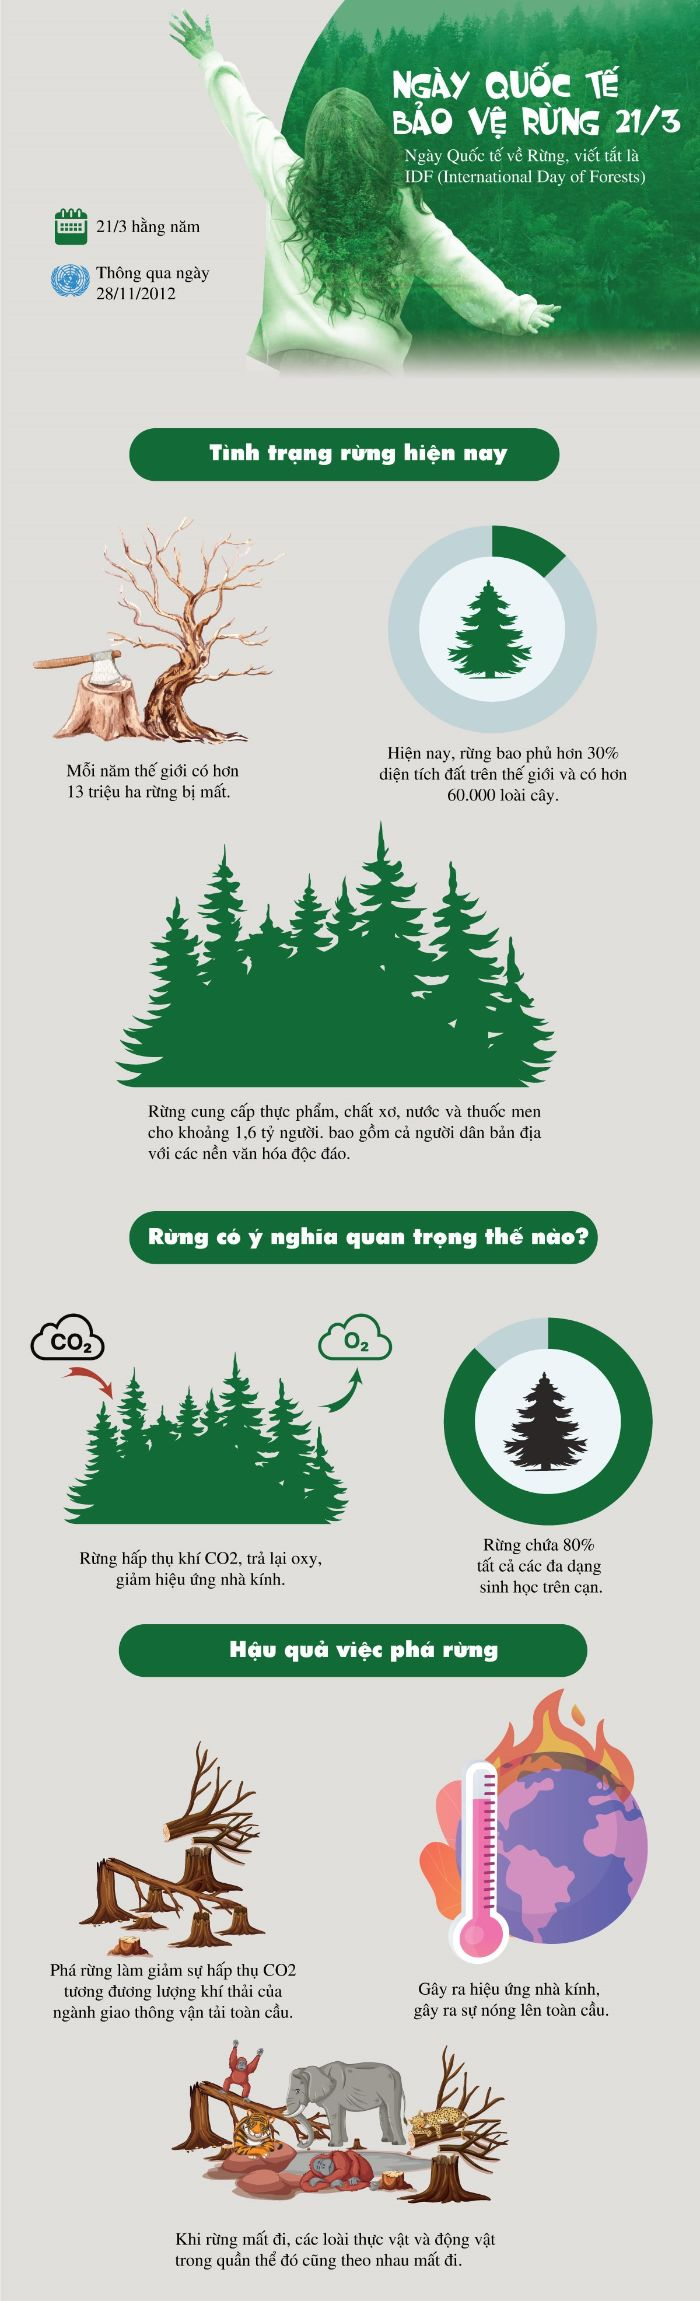 NGÀY QUỐC TẾ
BẢO VỆ RỪNG 21/3
Ngày Quốc tế về Rừng, viết tắt là
IDF (International Day of Forests)
21/3 hằng năm
Thông qua ngày
28/11/2012
Tình trạng rừng hiện nay
Mỗi năm thế giới có hơn
13 triệu ha rừng bị mất.
Hiện nay, rừng bao phủ hơn 30%
diện tích đất trên thế giới và có hơn
60.000 loài cây.
Rừng cung cấp thực phẩm, chất xơ, nước và thuốc men
cho khoảng 1,6 tỷ người. bao gồm cả người dân bản địa
với các nền văn hóa độc đáo.
Rừng có ý nghĩa quan trọng thế nào?
CO₂
O₂
Rừng hấp thụ khí CO2, trả lại oxy,
giảm hiệu ứng nhà kính.
Rừng chứa 80%
tất cả các đa dạng
sinh học trên cạn.
Hậu quả việc phá rừng
Phá rừng làm giảm sự hấp thụ CO2
tương đương lượng khí thải của
ngành giao thông vận tải toàn cầu.
Gây ra hiệu ứng nhà kính,
gây ra sự nóng lên toàn cầu.
Khi rừng mất đi, các loài thực vật và động vật
trong quần thể đó cũng theo nhau mất đi.